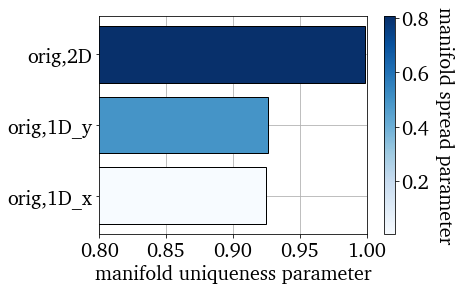 orig,2D
orig,1D_y
orig,1D_x
0.80 0.85 0.90 0.95 1.00
manifold uniqueness parameter
0.8
0.6
0.4
0.2
manifold spread parameter